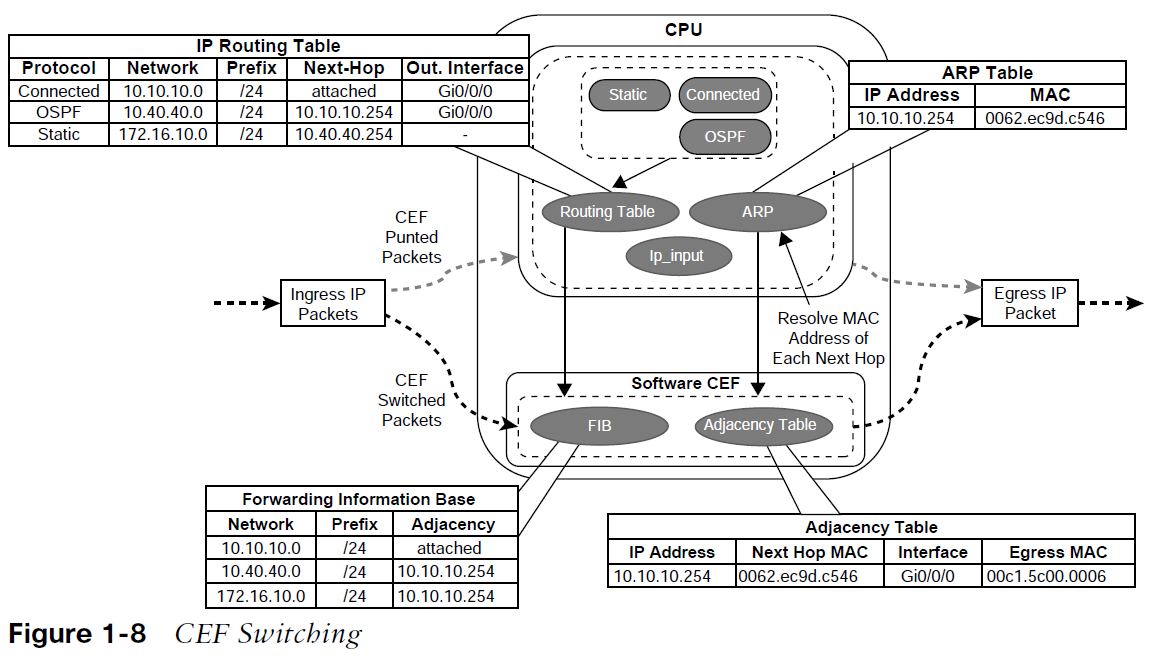 CPU
IP Routing Table
Protocol Network Prefix Next-Hop Out. Interface
Connected 10.10.10.0 /24 attached Gi0/0/0
OSPF 10.40.40.0 /24 10.10.10.254 Gi0/0/0
Static 172.16.10.0 /24 10.40.40.254 -
Static
Connected
OSPF
ARP Table
IP Address MAC
10.10.10.254 0062.ec9d.c546
Routing Table
ARP
Ip_input
CEF
Punted
Packets
Ingress IP
Packets
Egress IP
Packet
Resolve MAC
Address of
Each Next Hop
CEF
Switched
Packets
Software CEF
FIB
Adjacency Table
Forwarding Information Base
Network Prefix Adjacency
10.10.10.0 /24 attached
10.40.40.0 /24 10.10.10.254
172.16.10.0 /24 10.10.10.254
Adjacency Table
IP Address Next Hop MAC Interface Egress MAC
10.10.10.254 0062.ec9d.c546 Gi0/0/0 00c1.5c00.0006
Figure 1-8 CEF Switching